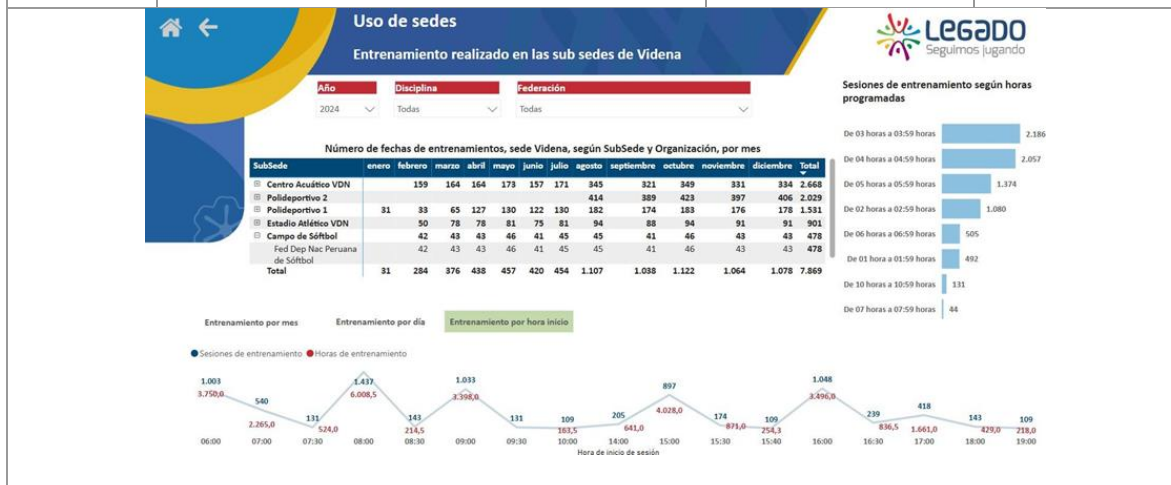 Uso de sedes
Entrenamiento realizado en las sub sedes de Videna
LEGADO
Seguimos jugando
Año
Disciplina
Federación
2024
Todas
Todas
Número de fechas de entrenamientos, sede Videna, según SubSede y Organización, por mes
SubSede enero febrero marzo abril mayo junio julio agosto septiembre octubre noviembre diciembre Total
Centro Acuático VDN 159 164 164 173 157 171 345 321 349 331 334 2.668
Polideportivo 2 414 389 423 397 406 2.029
Polideportivo 1 31 33 65 127 130 122 130 182 174 183 176 178 1.531
Estadio Atlético VDN 50 78 78 81 75 81 94 88 94 91 91 901
Campo de Sóftbol 42 43 43 46 41 45 45 41 46 43 43 478
Fed Dep Nac Peruana 42 43 43 46 41 45 45 41 46 43 43 478
de Sóftbol
Total 31 284 376 438 457 420 454 1.107 1.038 1.122 1.064 1.078 7.869
Sesiones de entrenamiento según horas
programadas
De 03 horas a 03:59 horas 2.186
De 04 horas a 04:59 horas 2.057
De 05 horas a 05:59 horas 1.374
De 02 horas a 02:59 horas 1.080
De 06 horas a 06:59 horas 505
De 01 hora a 01:59 horas 492
De 10 horas a 10:59 horas 131
De 07 horas a 07:59 horas 44
Entrenamiento por mes
Entrenamiento por día
Entrenamiento por hora inicio
Sesiones de entrenamiento Horas de entrenamiento
1.003 540 131 1.437 143 1.033 131 109 205 897 174 109 1.048 239 418 143 109
3.750,0 2.265,0 524,0 6.008,5 214,5 3.398,0 163,5 641,0 4.028,0 871,0 254,3 3.496,0 836,5 1.661,0 429,0 218,0
06:00 07:00 07:30 08:00 08:30 09:00 09:30 10:00 14:00 15:00 15:30 15:40 16:00 16:30 17:00 18:00 19:00
Hora de inicio de sesión